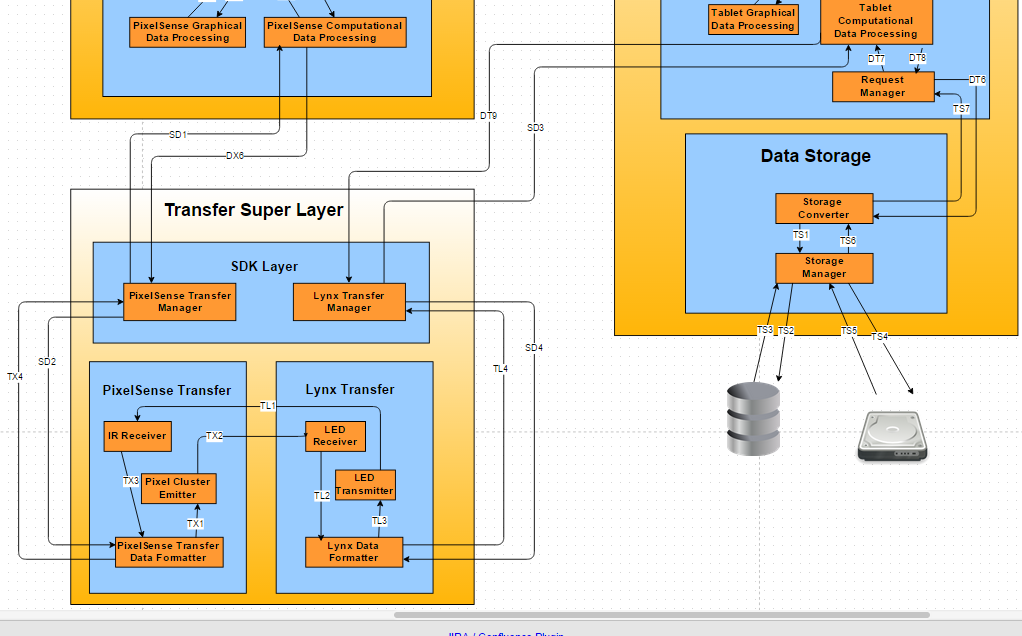 PixelSense Graphical
Data Processing
PixelSense Computational
Data Processing
Tablet Graphical
Data Processing
Tablet
Computational
Data Processing
DT7
DT8
Request
Manager
DT6
TS7
DT9
SD3
SD1
DX6
Data Storage
Storage
Converter
TS1
TS6
Storage
Manager
TS3
TS2
TS5
TS4
Transfer Super Layer
SDK Layer
PixelSense Transfer
Manager
Lynx Transfer
Manager
SD2
TX4
SD4
TL4
PixelSense Transfer
Lynx Transfer
TL1
IR Receiver
TX2
LED
Receiver
TX3
Pixel Cluster
Emitter
LED
Transmitter
TL2
TX1
TL3
PixelSense Transfer
Data Formatter
Lynx Data
Formatter
JIRA / Confluence Plugin